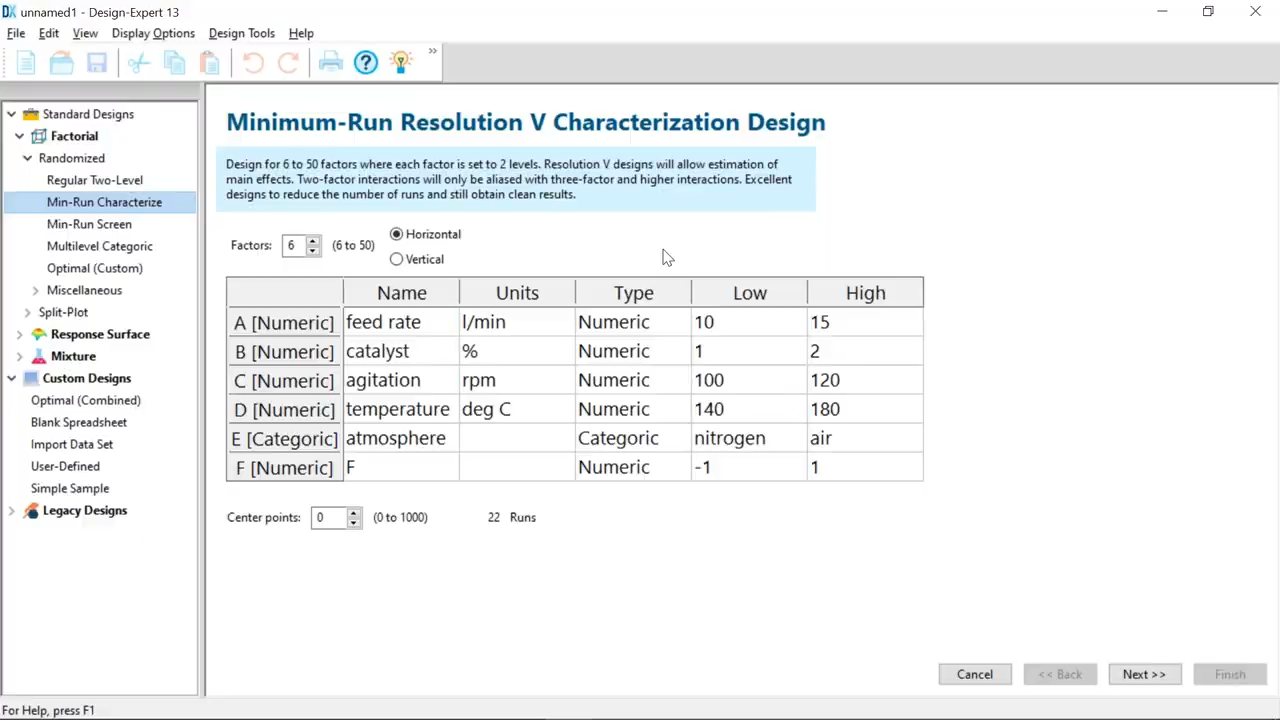 DX unnamed1 - Design-Expert 13
File Edit View Display Options Design Tools Help
Standard Designs
Factorial
Randomized
Regular Two-Level
Min-Run Characterize
Min-Run Screen
Multilevel Categoric
Optimal (Custom)
Miscellaneous
Split-Plot
Response Surface
Mixture
Custom Designs
Optimal (Combined)
Blank Spreadsheet
Import Data Set
User-Defined
Simple Sample
Legacy Designs
Minimum-Run Resolution V Characterization Design
Design for 6 to 50 factors where each factor is set to 2 levels. Resolution V designs will allow estimation of
main effects. Two-factor interactions will only be aliased with three-factor and higher interactions. Excellent
designs to reduce the number of runs and still obtain clean results.
Factors: 6 (6 to 50)
Horizontal
Vertical
Name Units Type Low High
A [Numeric] feed rate l/min Numeric 10 15
B [Numeric] catalyst % Numeric 1 2
C [Numeric] agitation rpm Numeric 100 120
D [Numeric] temperature deg C Numeric 140 180
E [Categoric] atmosphere Categoric nitrogen air
F [Numeric] F Numeric -1 1
Center points: 0 (0 to 1000) 22 Runs
Cancel << Back Next >> Finish
For Help, press F1